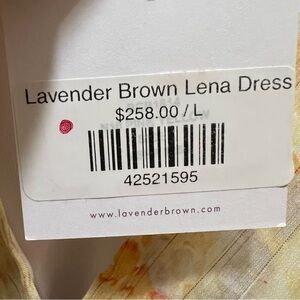 Lavender Brown Lena Dress
$258.00 / L
42521595
www.lavenderbrown.com